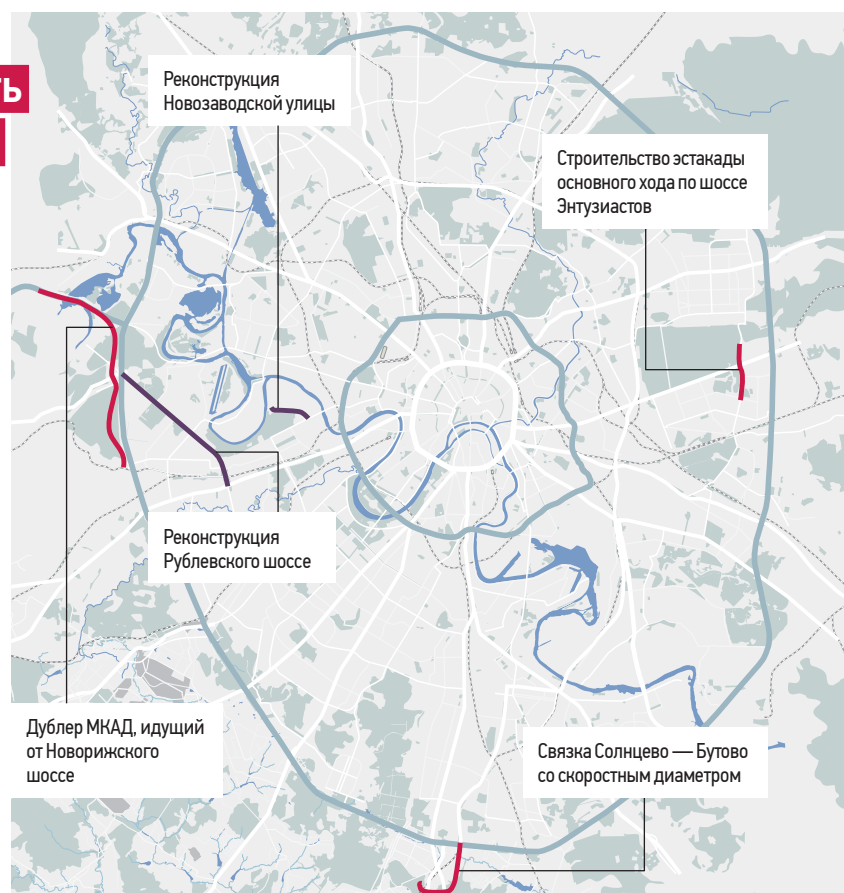 ть
Реконструкция
Новозаводской улицы
Строительство эстакады
основного хода по шоссе
Энтузиастов
Реконструкция
Рублевского шоссе
Дублер МКАД, идущий
от Новорижского
шоссе
Связка Солнцево — Бутово
со скоростным диаметром